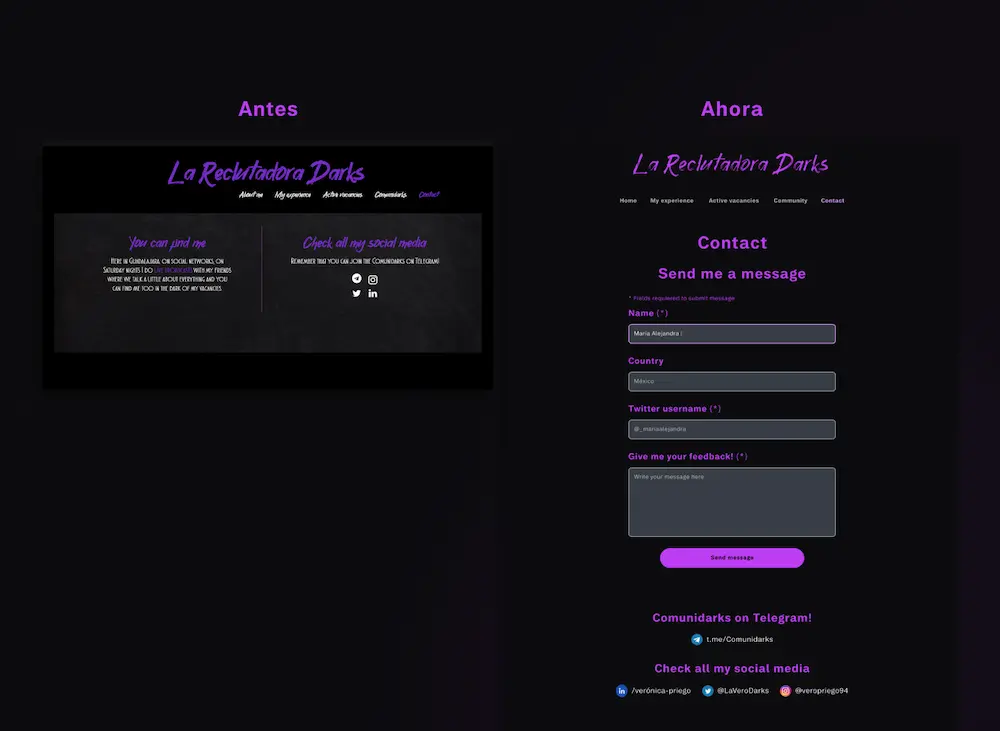 Antes
La Reclutadora Darks
About me My experience Active vacancies Comunidarks Contact
You can find me
Here in Guadalajara, on social networks, on
Saturday nights I do live broadcasts with my friends
where we talk a little about everything and you
can find me too in the dark of my vacancies.
Check all my social media
Remember that you can join the Comunidarks on Telegram!
Ahora
La Reclutadora Darks
Home My experience Active vacancies Community Contact
Contact
Send me a message
* Fields requiered to submit message
Name (*)
Maria Alejandra
Country
México
Twitter username (*)
@_mariaalejandra
Give me your feedback! (*)
Write your message here
Send message
Comunidarks on Telegram!
t.me/Comunidarks
Check all my social media
/verónica-priego @LaVeroDarks @veropriego94